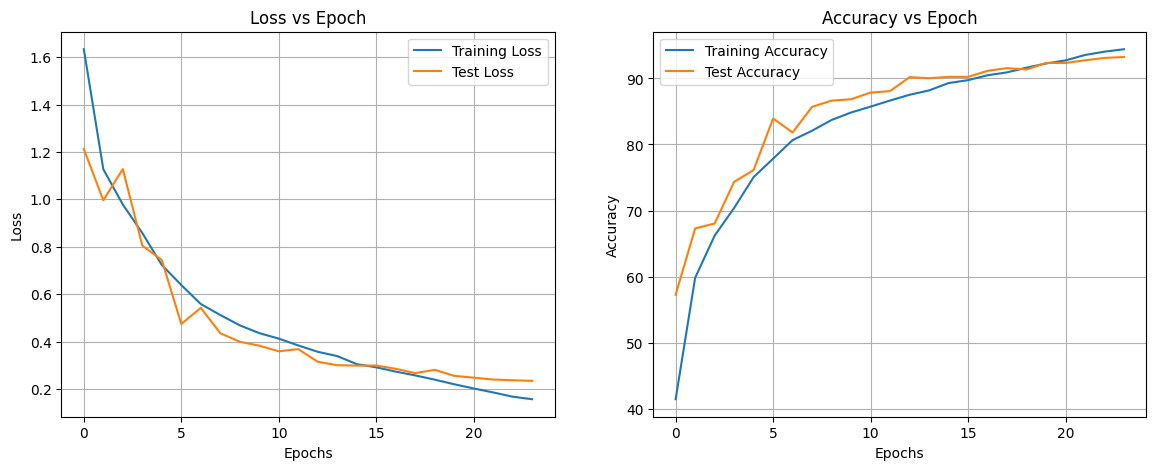 Loss vs Epoch
Training Loss
Test Loss
1.6
1.4
1.2
1.0
0.8
0.6
0.4
0.2
Loss
0 5 10 15 20
Epochs
Accuracy vs Epoch
Training Accuracy
Test Accuracy
90
80
70
60
50
40
Accuracy
0 5 10 15 20
Epochs